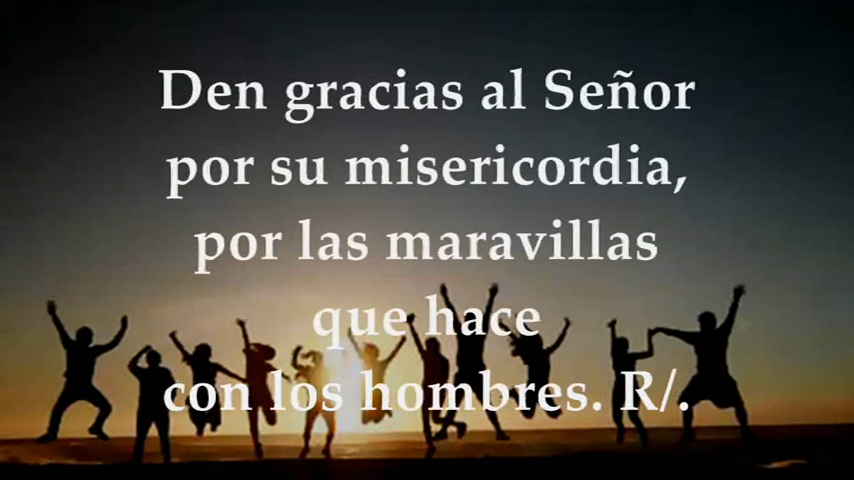 Den gracias al Señor
por su misericordia,
por las maravillas
que hace
con los hombres. R/.